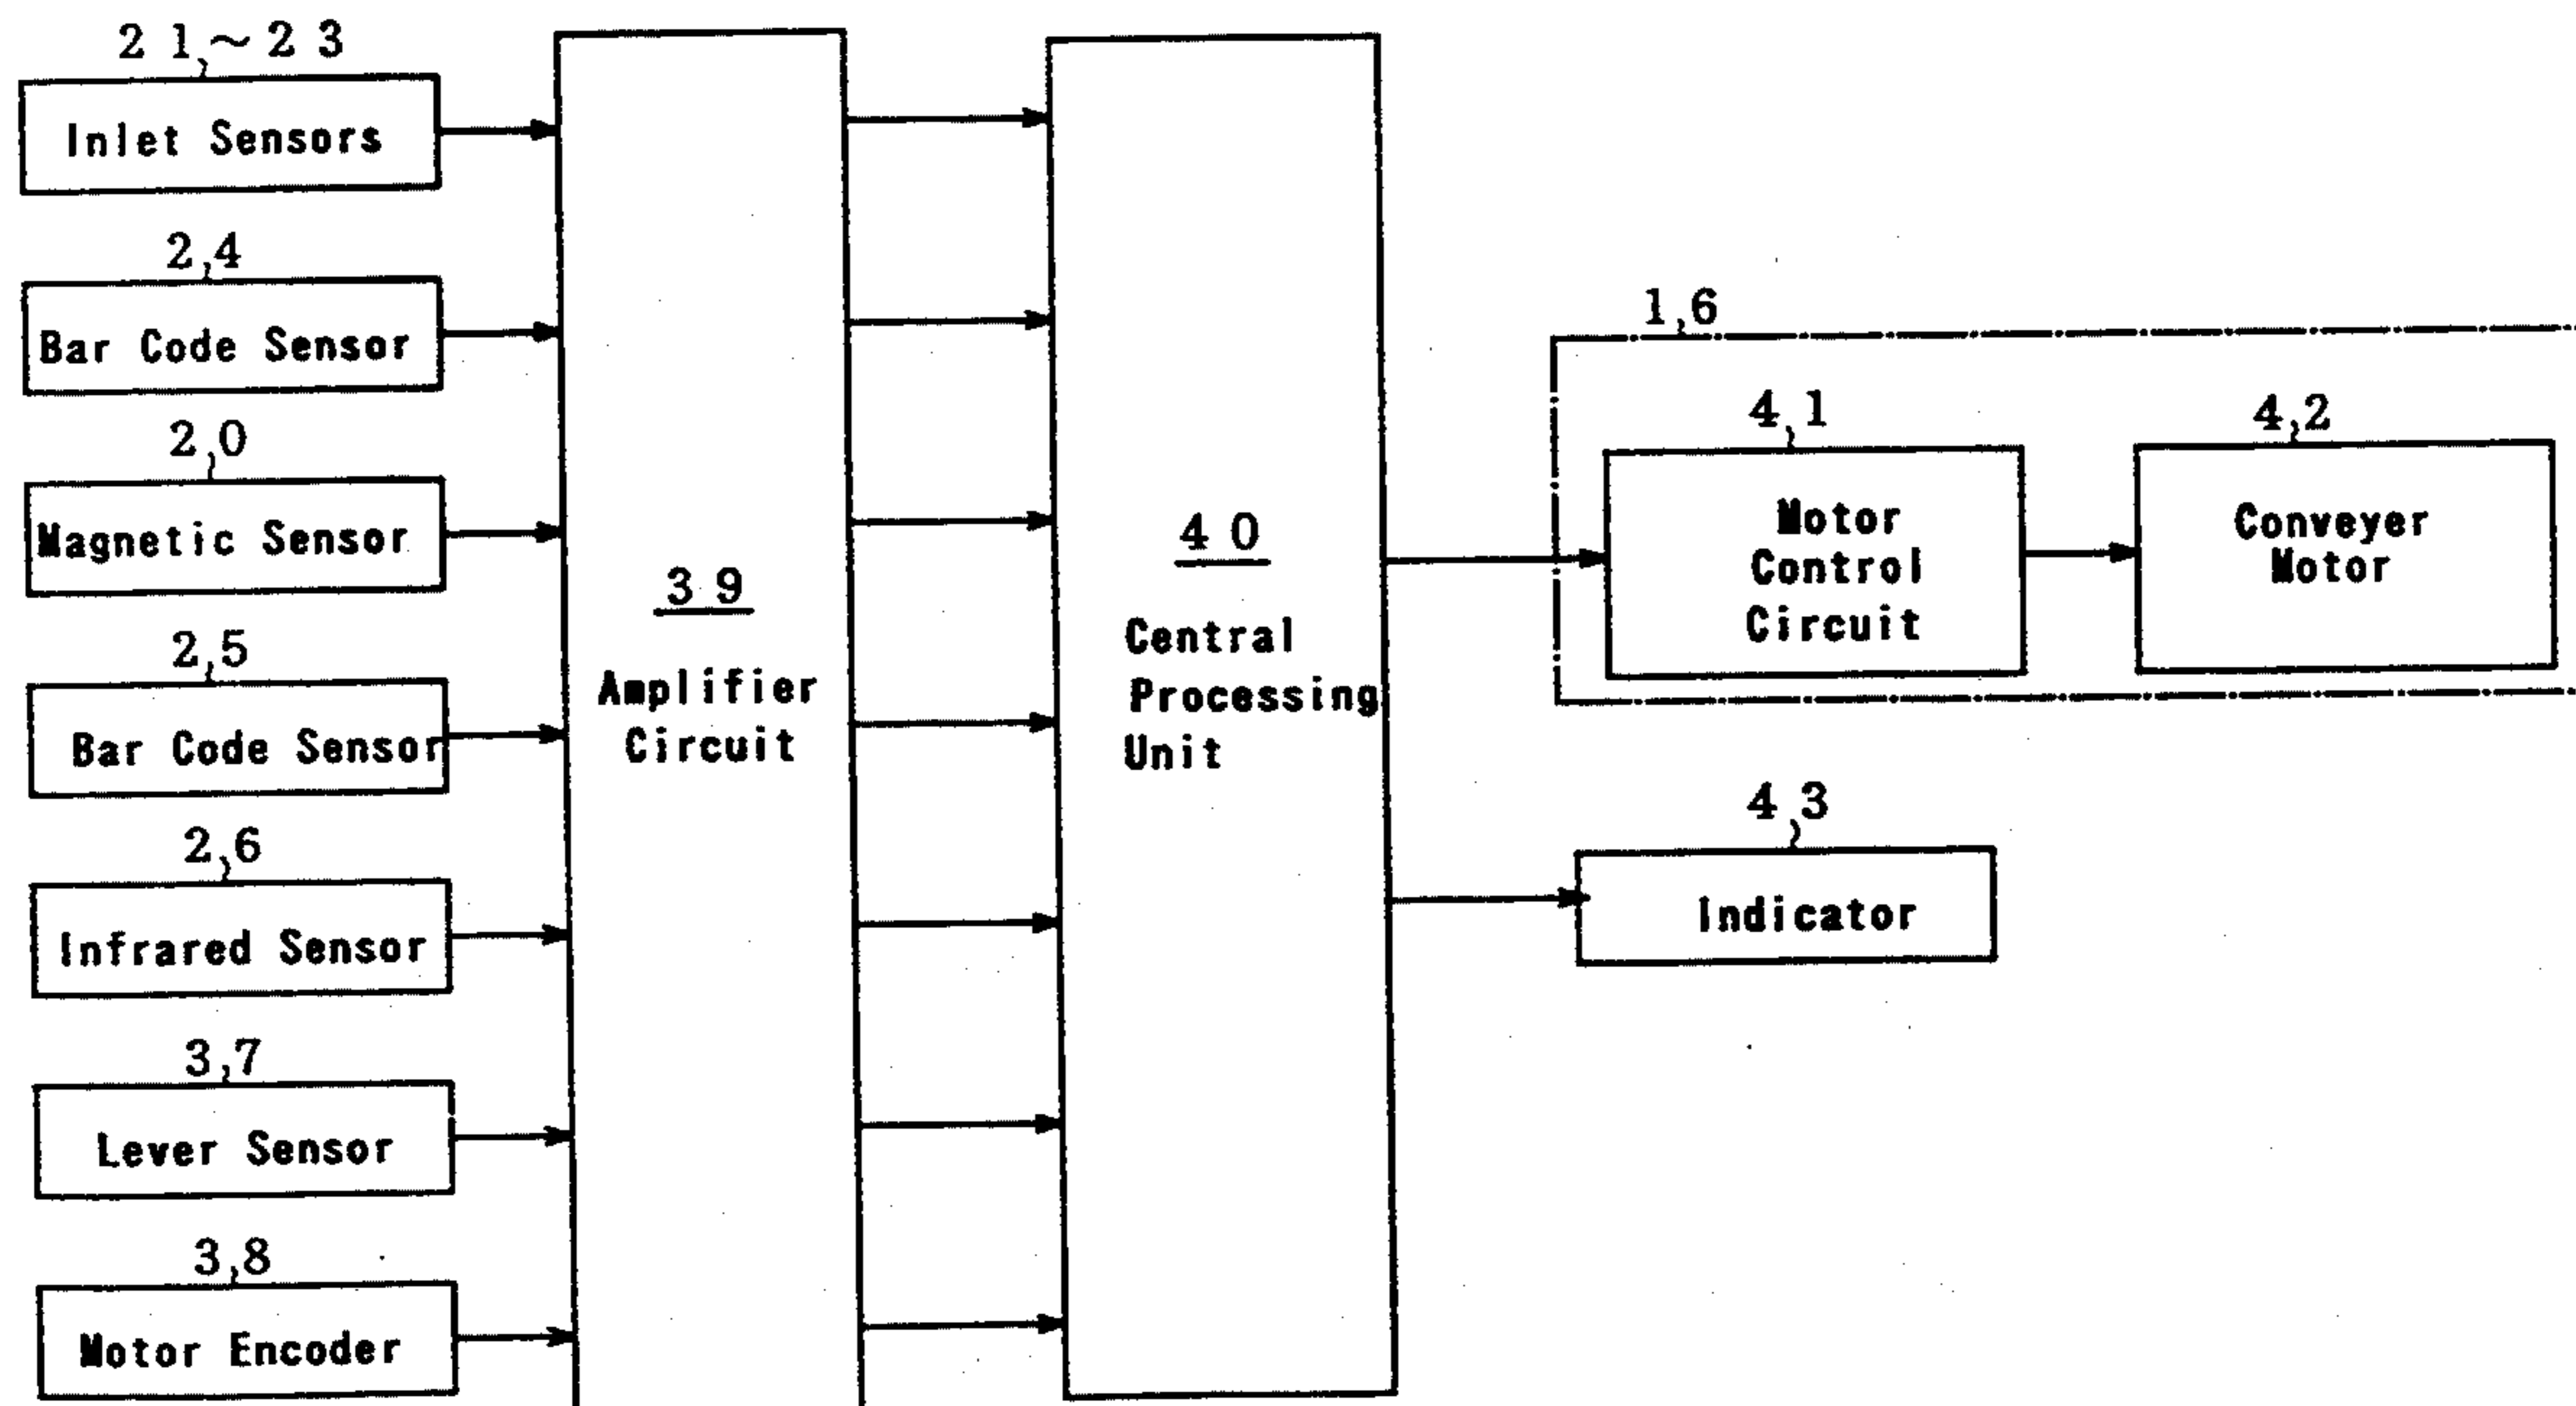 21~23
Inlet Sensors
24
Bar Code Sensor
20
Magnetic Sensor
25
Bar Code Sensor
26
Infrared Sensor
37
Lever Sensor
38
Motor Encoder
39
Amplifier
Circuit
40
Central
Processing
Unit
16
41
Motor
Control
Circuit
42
Conveyer
Motor
43
Indicator